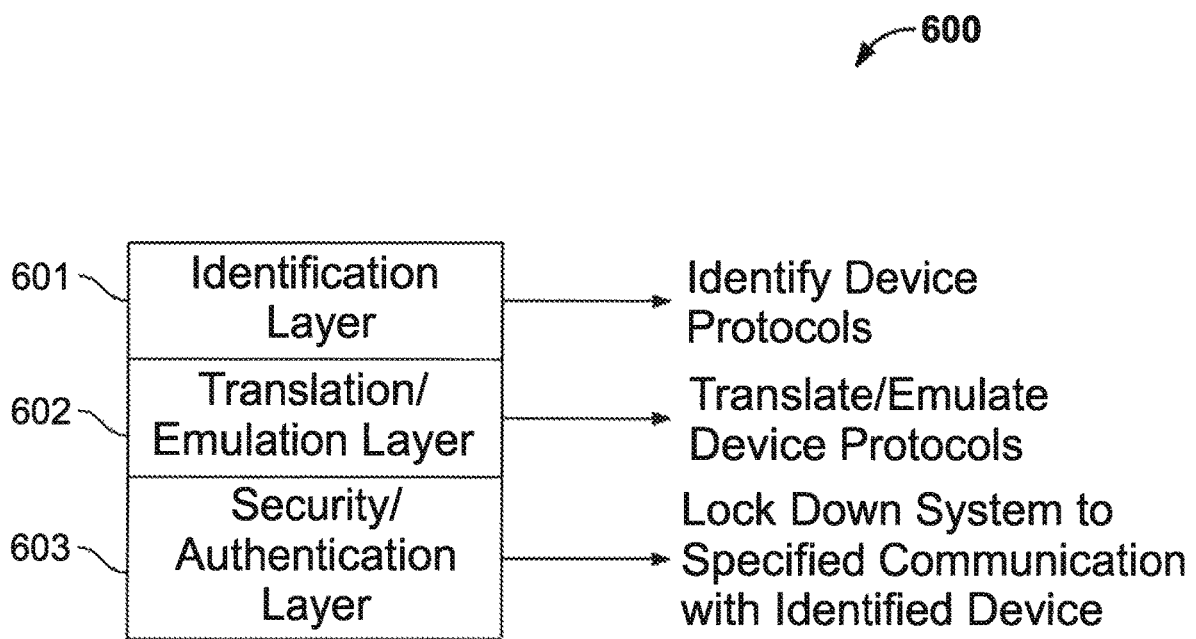 600
601
Identification
Layer
Identify Device
Protocols
602
Translation/
Emulation Layer
Translate/Emulate
Device Protocols
603
Security/
Authentication
Layer
Lock Down System to
Specified Communication
with Identified Device